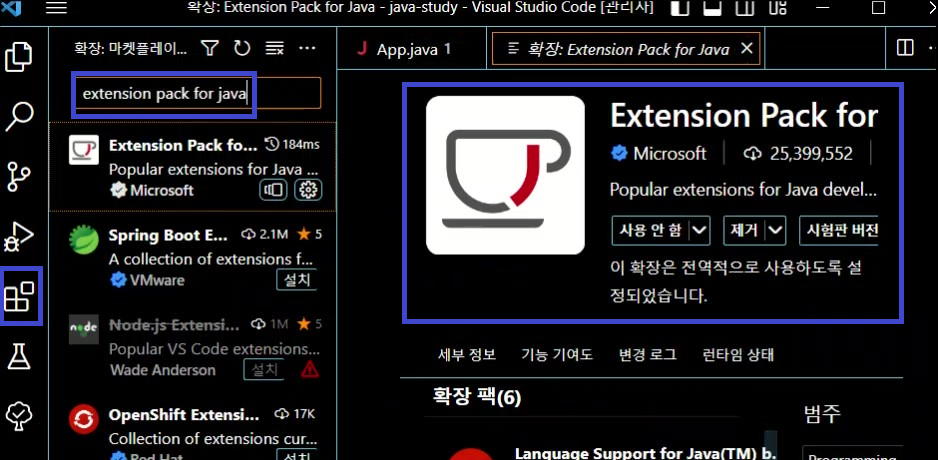 확장: Extension Pack for Java - java-study - Visual Studio Code [관리자]
확장: 마켓플레이...
extension pack for java
Extension Pack fo... 184ms
Popular extensions for Java ...
Microsoft
Spring Boot E... 2.1M 5
A collection of extensions f...
VMware 설치
Node.js Extensi... 1M 5
Popular VS Code extensions...
Wade Anderson 설치
OpenShift Extensi... 17K
Collection of extensions cur...
Red Hat 설치
App.java 1
확장: Extension Pack for Java
Extension Pack for
Microsoft 25,399,552
Popular extensions for Java devel...
사용 안 함 제거 시험판 버전
이 확장은 전역적으로 사용하도록 설
정되었습니다.
세부 정보 기능 기여도 변경 로그 런타임 상태
확장 팩(6)
Language Support for Java(TM) b.
범주
Programming